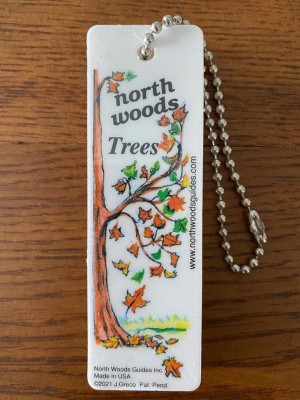 north
woods
Trees
www.northwoodsguides.com
North Woods Guides Inc.
Made in USA
©2021 J.Greco Pat. Pend.